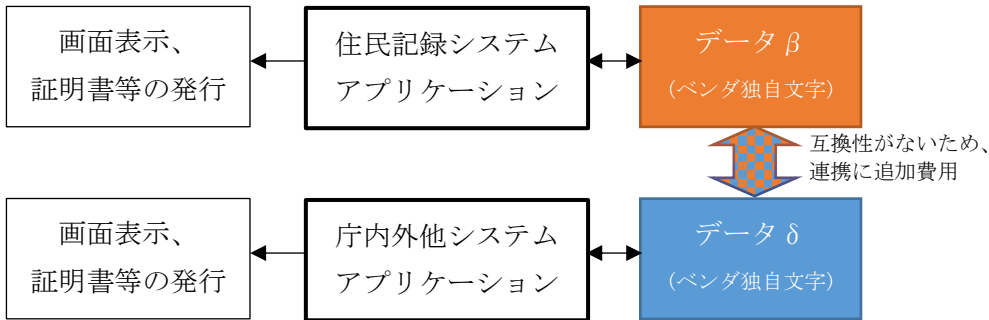 画面表示、
証明書等の発行
住民記録システム
アプリケーション
データβ
（ベンダ独自文字）
互換性がないため、
連携に追加費用
画面表示、
証明書等の発行
庁内外他システム
アプリケーション
データδ
（ベンダ独自文字）